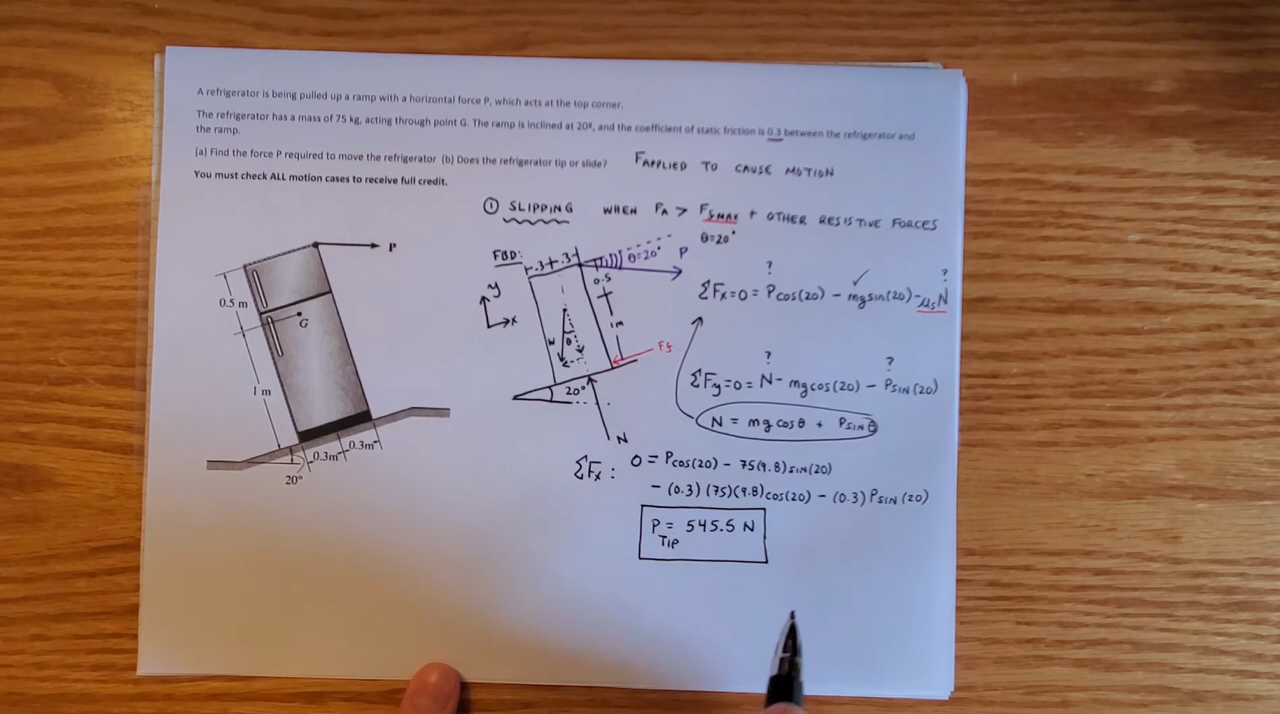 A refrigerator is being pulled up a ramp with a horizontal force P, which acts at the top corner.
The refrigerator has a mass of 75 kg, acting through point G. The ramp is inclined at 20º, and the coefficient of static friction is 0.3 between the refrigerator and
the ramp.
(a) Find the force P required to move the refrigerator (b) Does the refrigerator tip or slide?
FAPPLIED TO CAUSE MOTION
You must check ALL motion cases to receive full credit.
① SLIPPING WHEN PA > FSMAX + OTHER RESISTIVE FORCES
θ=20°
FBD:
.3 .3
θ=20°
P
0.5
1m
y
x
W
θ
Fs
20°
N
P
0.5 m
G
1 m
0.3m
0.3m
20°
? ✓ ?
ΣFx=0 = Pcos(20) - mgsin(20) - μsN
? ?
ΣFy=0 = N - mgcos(20) - PSIN(20)
N = mg cosθ + PSINθ
ΣFx: 0 = Pcos(20) - 75(9.8)SIN(20)
- (0.3)(75)(9.8)cos(20) - (0.3)PSIN(20)
P = 545.5 N
TIP